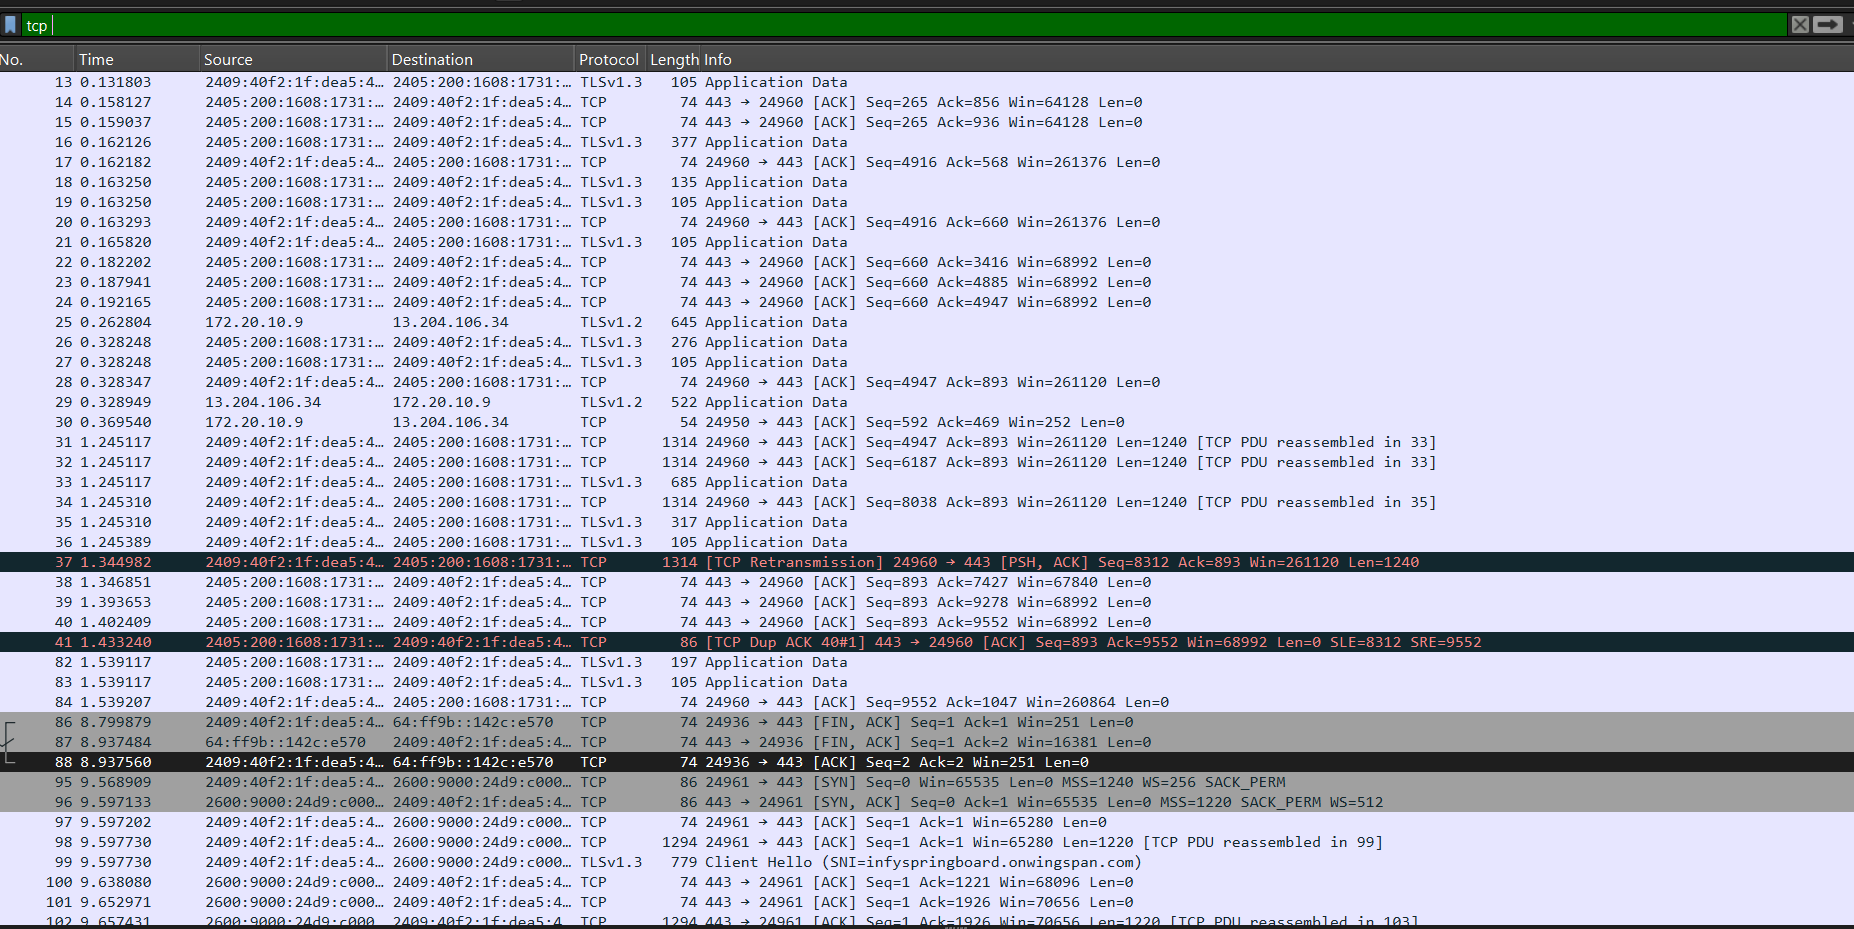 tcp
No. Time Source Destination Protocol Length Info
13 0.131803 2409:40f2:1f:dea5:4… 2405:200:1608:1731:… TLSv1.3 105 Application Data
14 0.158127 2405:200:1608:1731:… 2409:40f2:1f:dea5:4… TCP 74 443 → 24960 [ACK] Seq=265 Ack=856 Win=64128 Len=0
15 0.159037 2405:200:1608:1731:… 2409:40f2:1f:dea5:4… TCP 74 443 → 24960 [ACK] Seq=265 Ack=936 Win=64128 Len=0
16 0.162126 2405:200:1608:1731:… 2409:40f2:1f:dea5:4… TLSv1.3 377 Application Data
17 0.162182 2409:40f2:1f:dea5:4… 2405:200:1608:1731:… TCP 74 24960 → 443 [ACK] Seq=4916 Ack=568 Win=261376 Len=0
18 0.163250 2405:200:1608:1731:… 2409:40f2:1f:dea5:4… TLSv1.3 135 Application Data
19 0.163250 2405:200:1608:1731:… 2409:40f2:1f:dea5:4… TLSv1.3 105 Application Data
20 0.163293 2409:40f2:1f:dea5:4… 2405:200:1608:1731:… TCP 74 24960 → 443 [ACK] Seq=4916 Ack=660 Win=261376 Len=0
21 0.165820 2409:40f2:1f:dea5:4… 2405:200:1608:1731:… TLSv1.3 105 Application Data
22 0.182202 2405:200:1608:1731:… 2409:40f2:1f:dea5:4… TCP 74 443 → 24960 [ACK] Seq=660 Ack=3416 Win=68992 Len=0
23 0.187941 2405:200:1608:1731:… 2409:40f2:1f:dea5:4… TCP 74 443 → 24960 [ACK] Seq=660 Ack=4885 Win=68992 Len=0
24 0.192165 2405:200:1608:1731:… 2409:40f2:1f:dea5:4… TCP 74 443 → 24960 [ACK] Seq=660 Ack=4947 Win=68992 Len=0
25 0.262804 172.20.10.9 13.204.106.34 TLSv1.2 645 Application Data
26 0.328248 2405:200:1608:1731:… 2409:40f2:1f:dea5:4… TLSv1.3 276 Application Data
27 0.328248 2405:200:1608:1731:… 2409:40f2:1f:dea5:4… TLSv1.3 105 Application Data
28 0.328347 2409:40f2:1f:dea5:4… 2405:200:1608:1731:… TCP 74 24960 → 443 [ACK] Seq=4947 Ack=893 Win=261120 Len=0
29 0.328949 13.204.106.34 172.20.10.9 TLSv1.2 522 Application Data
30 0.369540 172.20.10.9 13.204.106.34 TCP 54 24950 → 443 [ACK] Seq=592 Ack=469 Win=252 Len=0
31 1.245117 2409:40f2:1f:dea5:4… 2405:200:1608:1731:… TCP 1314 24960 → 443 [ACK] Seq=4947 Ack=893 Win=261120 Len=1240 [TCP PDU reassembled in 33]
32 1.245117 2409:40f2:1f:dea5:4… 2405:200:1608:1731:… TCP 1314 24960 → 443 [ACK] Seq=6187 Ack=893 Win=261120 Len=1240 [TCP PDU reassembled in 33]
33 1.245117 2409:40f2:1f:dea5:4… 2405:200:1608:1731:… TLSv1.3 685 Application Data
34 1.245310 2409:40f2:1f:dea5:4… 2405:200:1608:1731:… TCP 1314 24960 → 443 [ACK] Seq=8038 Ack=893 Win=261120 Len=1240 [TCP PDU reassembled in 35]
35 1.245310 2409:40f2:1f:dea5:4… 2405:200:1608:1731:… TLSv1.3 317 Application Data
36 1.245389 2409:40f2:1f:dea5:4… 2405:200:1608:1731:… TLSv1.3 105 Application Data
37 1.344982 2409:40f2:1f:dea5:4… 2405:200:1608:1731:… TCP 1314 [TCP Retransmission] 24960 → 443 [PSH, ACK] Seq=8312 Ack=893 Win=261120 Len=1240
38 1.346851 2405:200:1608:1731:… 2409:40f2:1f:dea5:4… TCP 74 443 → 24960 [ACK] Seq=893 Ack=7427 Win=67840 Len=0
39 1.393653 2405:200:1608:1731:… 2409:40f2:1f:dea5:4… TCP 74 443 → 24960 [ACK] Seq=893 Ack=9278 Win=68992 Len=0
40 1.402409 2405:200:1608:1731:… 2409:40f2:1f:dea5:4… TCP 74 443 → 24960 [ACK] Seq=893 Ack=9552 Win=68992 Len=0
41 1.433240 2405:200:1608:1731:… 2409:40f2:1f:dea5:4… TCP 86 [TCP Dup ACK 40#1] 443 → 24960 [ACK] Seq=893 Ack=9552 Win=68992 Len=0 SLE=8312 SRE=9552
82 1.539117 2405:200:1608:1731:… 2409:40f2:1f:dea5:4… TLSv1.3 197 Application Data
83 1.539117 2405:200:1608:1731:… 2409:40f2:1f:dea5:4… TLSv1.3 105 Application Data
84 1.539207 2409:40f2:1f:dea5:4… 2405:200:1608:1731:… TCP 74 24960 → 443 [ACK] Seq=9552 Ack=1047 Win=260864 Len=0
86 8.799879 2409:40f2:1f:dea5:4… 64:ff9b::142c:e570 TCP 74 24936 → 443 [FIN, ACK] Seq=1 Ack=1 Win=251 Len=0
87 8.937484 64:ff9b::142c:e570 2409:40f2:1f:dea5:4… TCP 74 443 → 24936 [FIN, ACK] Seq=1 Ack=2 Win=16381 Len=0
88 8.937560 2409:40f2:1f:dea5:4… 64:ff9b::142c:e570 TCP 74 24936 → 443 [ACK] Seq=2 Ack=2 Win=251 Len=0
95 9.568909 2409:40f2:1f:dea5:4… 2600:9000:24d9:c000… TCP 86 24961 → 443 [SYN] Seq=0 Win=65535 Len=0 MSS=1240 WS=256 SACK_PERM
96 9.597133 2600:9000:24d9:c000… 2409:40f2:1f:dea5:4… TCP 86 443 → 24961 [SYN, ACK] Seq=0 Ack=1 Win=65535 Len=0 MSS=1220 SACK_PERM WS=512
97 9.597202 2409:40f2:1f:dea5:4… 2600:9000:24d9:c000… TCP 74 24961 → 443 [ACK] Seq=1 Ack=1 Win=65280 Len=0
98 9.597730 2409:40f2:1f:dea5:4… 2600:9000:24d9:c000… TCP 1294 24961 → 443 [ACK] Seq=1 Ack=1 Win=65280 Len=1220 [TCP PDU reassembled in 99]
99 9.597730 2409:40f2:1f:dea5:4… 2600:9000:24d9:c000… TLSv1.3 779 Client Hello (SNI=infyspringboard.onwingspan.com)
100 9.638080 2600:9000:24d9:c000… 2409:40f2:1f:dea5:4… TCP 74 443 → 24961 [ACK] Seq=1 Ack=1221 Win=68096 Len=0
101 9.652971 2600:9000:24d9:c000… 2409:40f2:1f:dea5:4… TCP 74 443 → 24961 [ACK] Seq=1 Ack=1926 Win=70656 Len=0
102 9.657431 2600:9000:24d9:c000 2409:40f2:1f:dea5:4 TCP 1294 443 → 24961 [ACK] Seq=1 Ack=1926 Win=70656 Len=1220 [TCP PDU reassembled in 103]